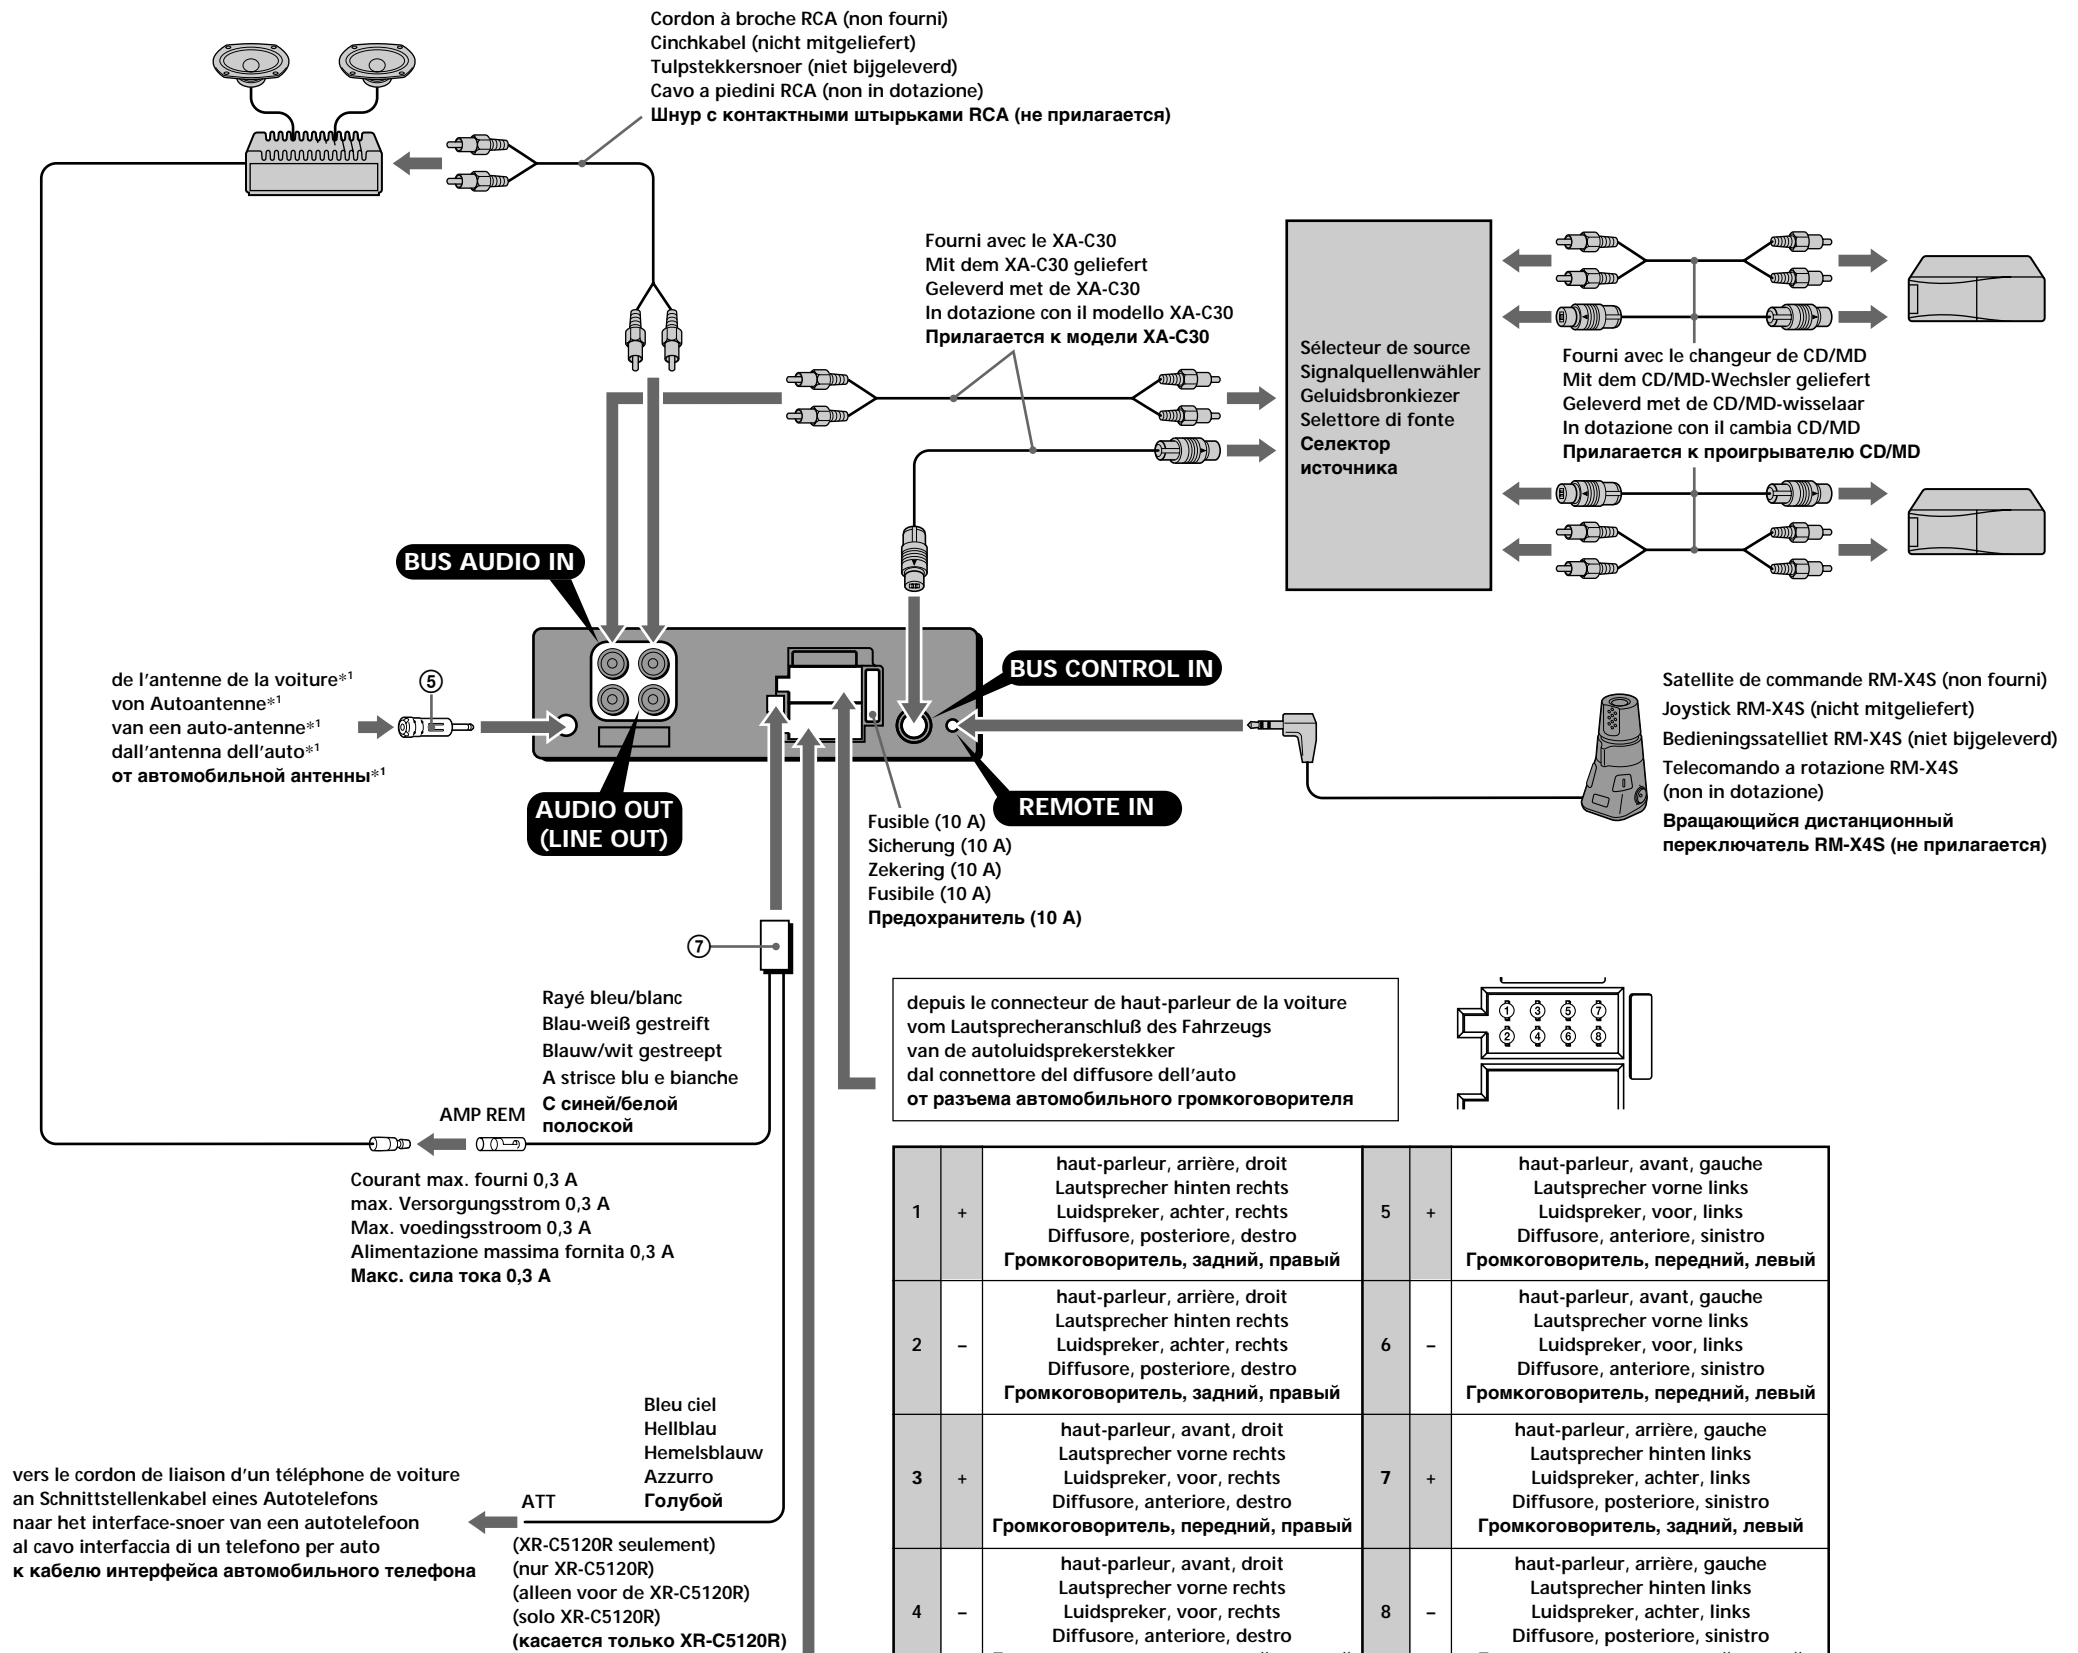 Cordon à broche RCA (non fourni)
Cinchkabel (nicht mitgeliefert)
Tulpstekkersnoer (niet bijgeleverd)
Cavo a piedini RCA (non in dotazione)
Шнур с контактными штырьками RCA (не прилагается)
Fourni avec le XA-C30
Mit dem XA-C30 geliefert
Geleverd met de XA-C30
In dotazione con il modello XA-C30
Прилагается к модели XA-C30
Sélecteur de source
Signalquellenwähler
Geluidsbronkiezer
Selettore di fonte
Селектор
источника
Fourni avec le changeur de CD/MD
Mit dem CD/MD-Wechsler geliefert
Geleverd met de CD/MD-wisselaar
In dotazione con il cambia CD/MD
Прилагается к проигрывателю CD/MD
BUS AUDIO IN
BUS CONTROL IN
de l'antenne de la voiture*1
von Autoantenne*1
van een auto-antenne*1
dall'antenna dell'auto*1
от автомобильной антенны*1
⑤
AUDIO OUT
(LINE OUT)
REMOTE IN
Satellite de commande RM-X4S (non fourni)
Joystick RM-X4S (nicht mitgeliefert)
Bedieningssatelliet RM-X4S (niet bijgeleverd)
Telecomando a rotazione RM-X4S
(non in dotazione)
Вращающийся дистанционный
переключатель RM-X4S (не прилагается)
Fusible (10 A)
Sicherung (10 A)
Zekering (10 A)
Fusibile (10 A)
Предохранитель (10 A)
⑦
Rayé bleu/blanc
Blau-weiß gestreift
Blauw/wit gestreept
A strisce blu e bianche
С синей/белой
полоской
AMP REM
Courant max. fourni 0,3 A
max. Versorgungsstrom 0,3 A
Max. voedingsstroom 0,3 A
Alimentazione massima fornita 0,3 A
Макс. сила тока 0,3 A
depuis le connecteur de haut-parleur de la voiture
vom Lautsprecheranschluß des Fahrzeugs
van de autoluidsprekerstekker
dal connettore del diffusore dell'auto
от разъема автомобильного громкоговорителя
① ③ ⑤ ⑦
② ④ ⑥ ⑧
1 +
haut-parleur, arrière, droit
Lautsprecher hinten rechts
Luidspreker, achter, rechts
Diffusore, posteriore, destro
Громкоговоритель, задний, правый
5 +
haut-parleur, avant, gauche
Lautsprecher vorne links
Luidspreker, voor, links
Diffusore, anteriore, sinistro
Громкоговоритель, передний, левый
2 –
haut-parleur, arrière, droit
Lautsprecher hinten rechts
Luidspreker, achter, rechts
Diffusore, posteriore, destro
Громкоговоритель, задний, правый
6 –
haut-parleur, avant, gauche
Lautsprecher vorne links
Luidspreker, voor, links
Diffusore, anteriore, sinistro
Громкоговоритель, передний, левый
3 +
haut-parleur, avant, droit
Lautsprecher vorne rechts
Luidspreker, voor, rechts
Diffusore, anteriore, destro
Громкоговоритель, передний, правый
7 +
haut-parleur, arrière, gauche
Lautsprecher hinten links
Luidspreker, achter, links
Diffusore, posteriore, sinistro
Громкоговоритель, задний, левый
4 –
haut-parleur, avant, droit
Lautsprecher vorne rechts
Luidspreker, voor, rechts
Diffusore, anteriore, destro
8 –
haut-parleur, arrière, gauche
Lautsprecher hinten links
Luidspreker, achter, links
Diffusore, posteriore, sinistro
Bleu ciel
Hellblau
Hemelsblauw
Azzurro
Голубой
vers le cordon de liaison d'un téléphone de voiture
an Schnittstellenkabel eines Autotelefons
naar het interface-snoer van een autotelefoon
al cavo interfaccia di un telefono per auto
к кабелю интерфейса автомобильного телефона
ATT
(XR-C5120R seulement)
(nur XR-C5120R)
(alleen voor de XR-C5120R)
(solo XR-C5120R)
(касается только XR-C5120R)